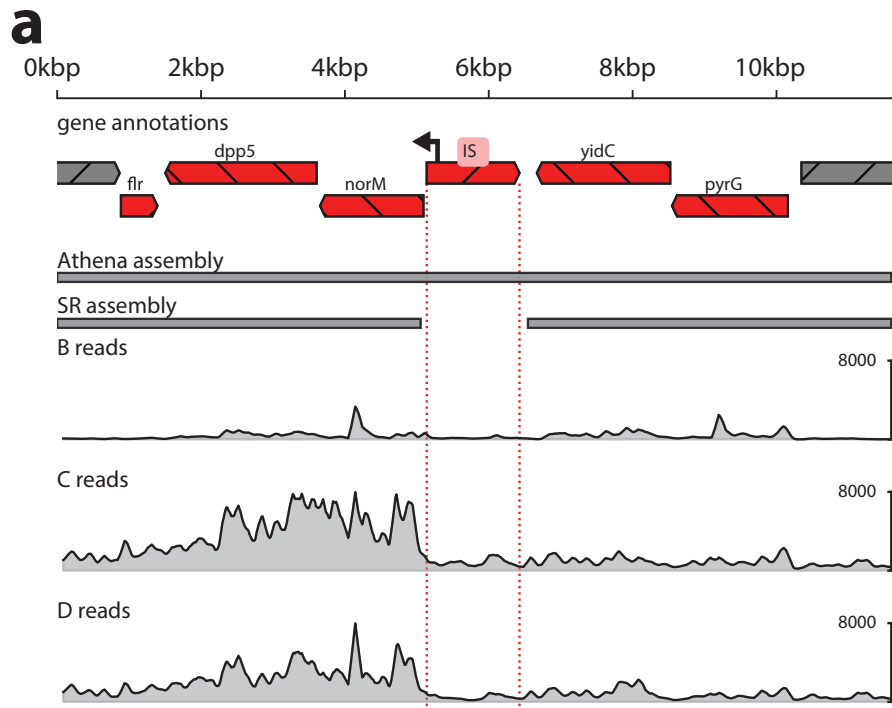 a
0kbp 2kbp 4kbp 6kbp 8kbp 10kbp
gene annotations
dpp5 IS yidC
flr norM pyrG
Athena assembly
SR assembly
B reads
8000
C reads
8000
D reads
8000